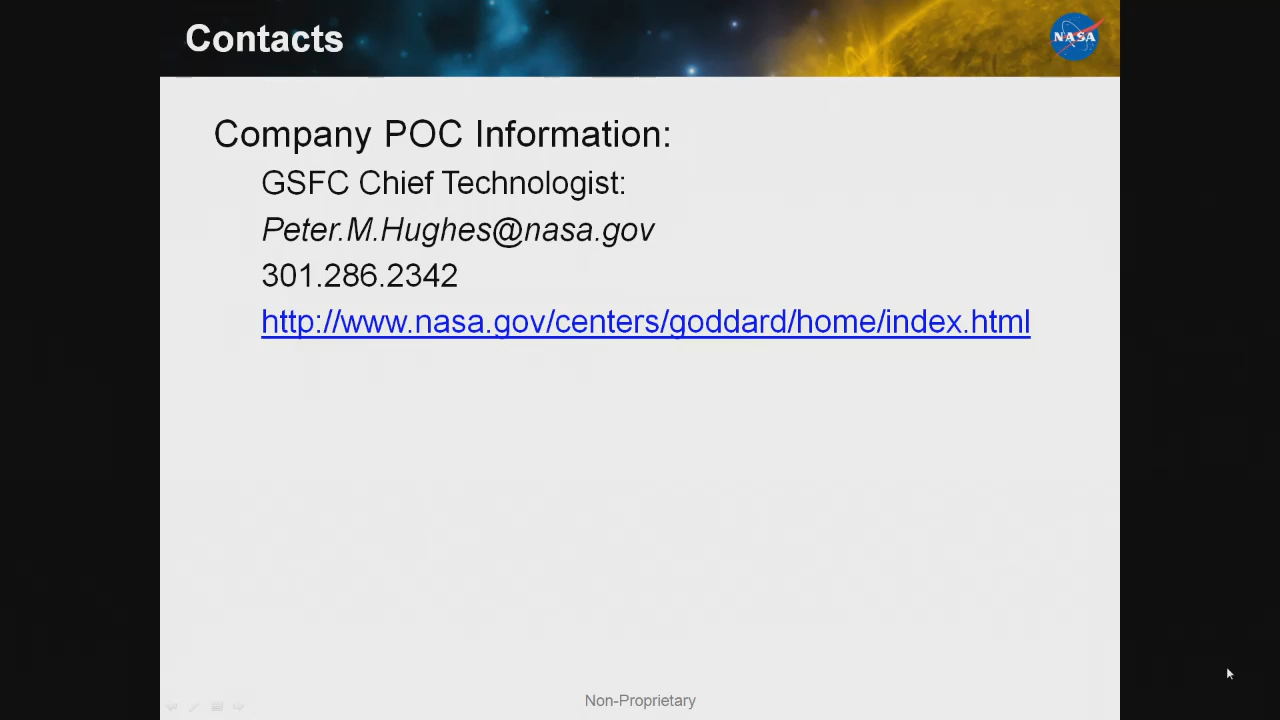 Contacts
NASA
Company POC Information:
GSFC Chief Technologist:
Peter.M.Hughes@nasa.gov
301.286.2342
http://www.nasa.gov/centers/goddard/home/index.html
Non-Proprietary